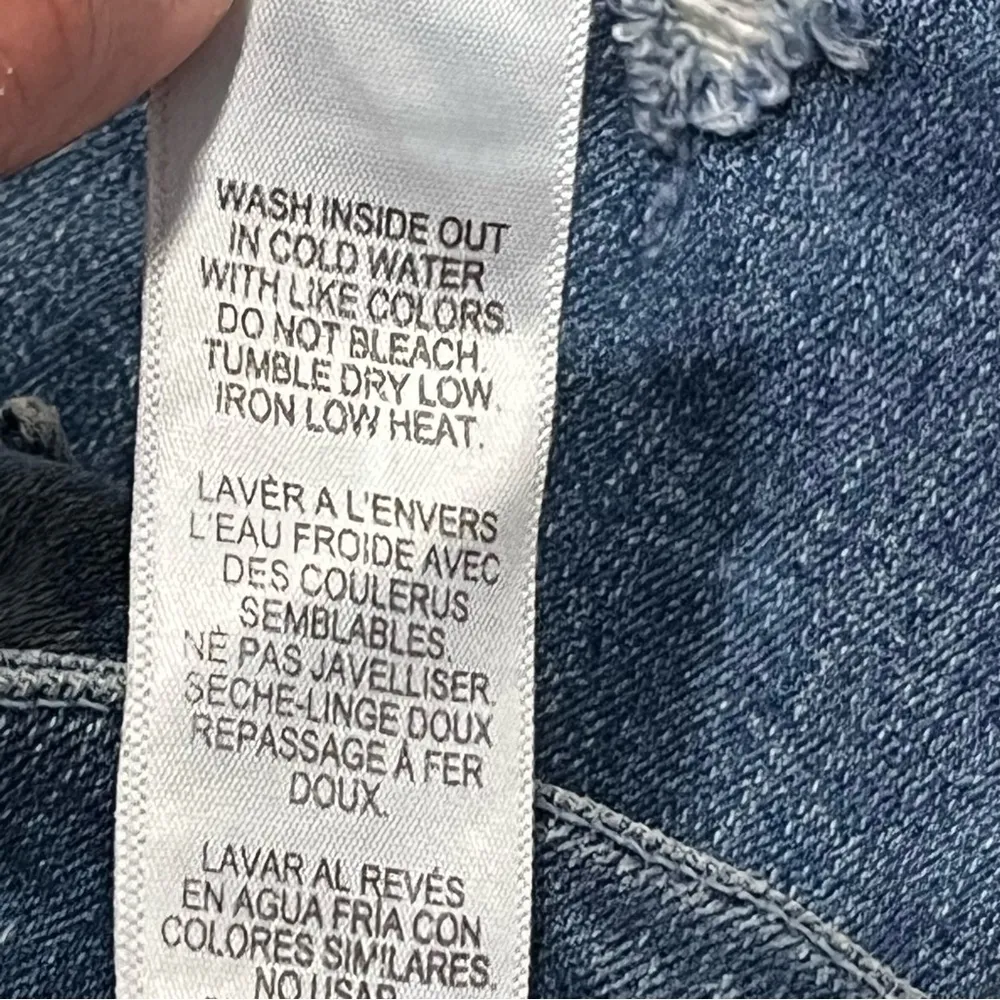 WASH INSIDE OUT
IN COLD WATER
WITH LIKE COLORS.
DO NOT BLEACH.
TUMBLE DRY LOW.
IRON LOW HEAT.
LAVER A L'ENVERS
L'EAU FROIDE AVEC
DES COULERUS
SEMBLABLES.
NE PAS JAVELLISER.
SECHE-LINGE DOUX
REPASSAGE À FER
DOUX.
LAVAR AL REVÉS
EN AGUA FRÍA CON
COLORES SIMILARES.
NO USAR